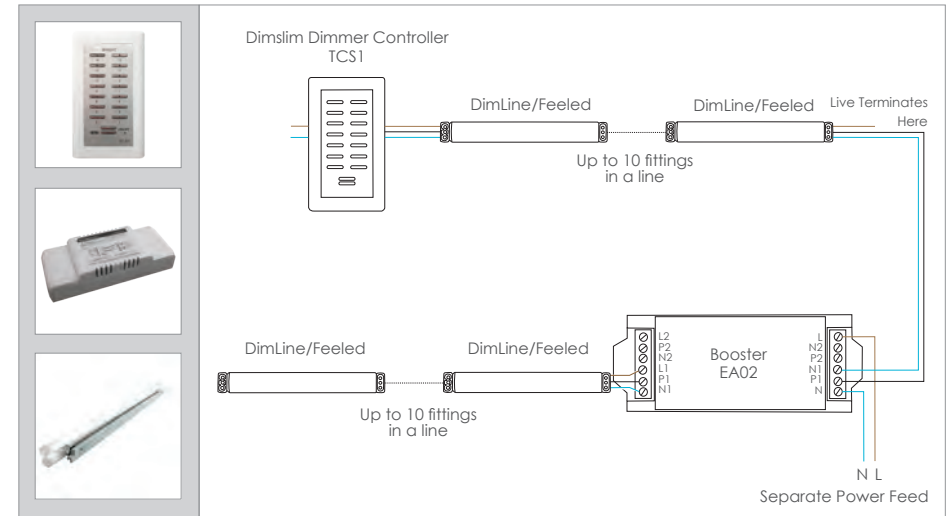 Dimslim Dimmer Controller
TCS1
DimLine/Feeled
DimLine/Feeled
Live Terminates
Here
Up to 10 fittings
in a line
DimLine/Feeled
DimLine/Feeled
Up to 10 fittings
in a line
L2
P2
N2
L1
P1
N1
Booster
EA02
L
N2
P2
N1
P1
N
N L
Separate Power Feed